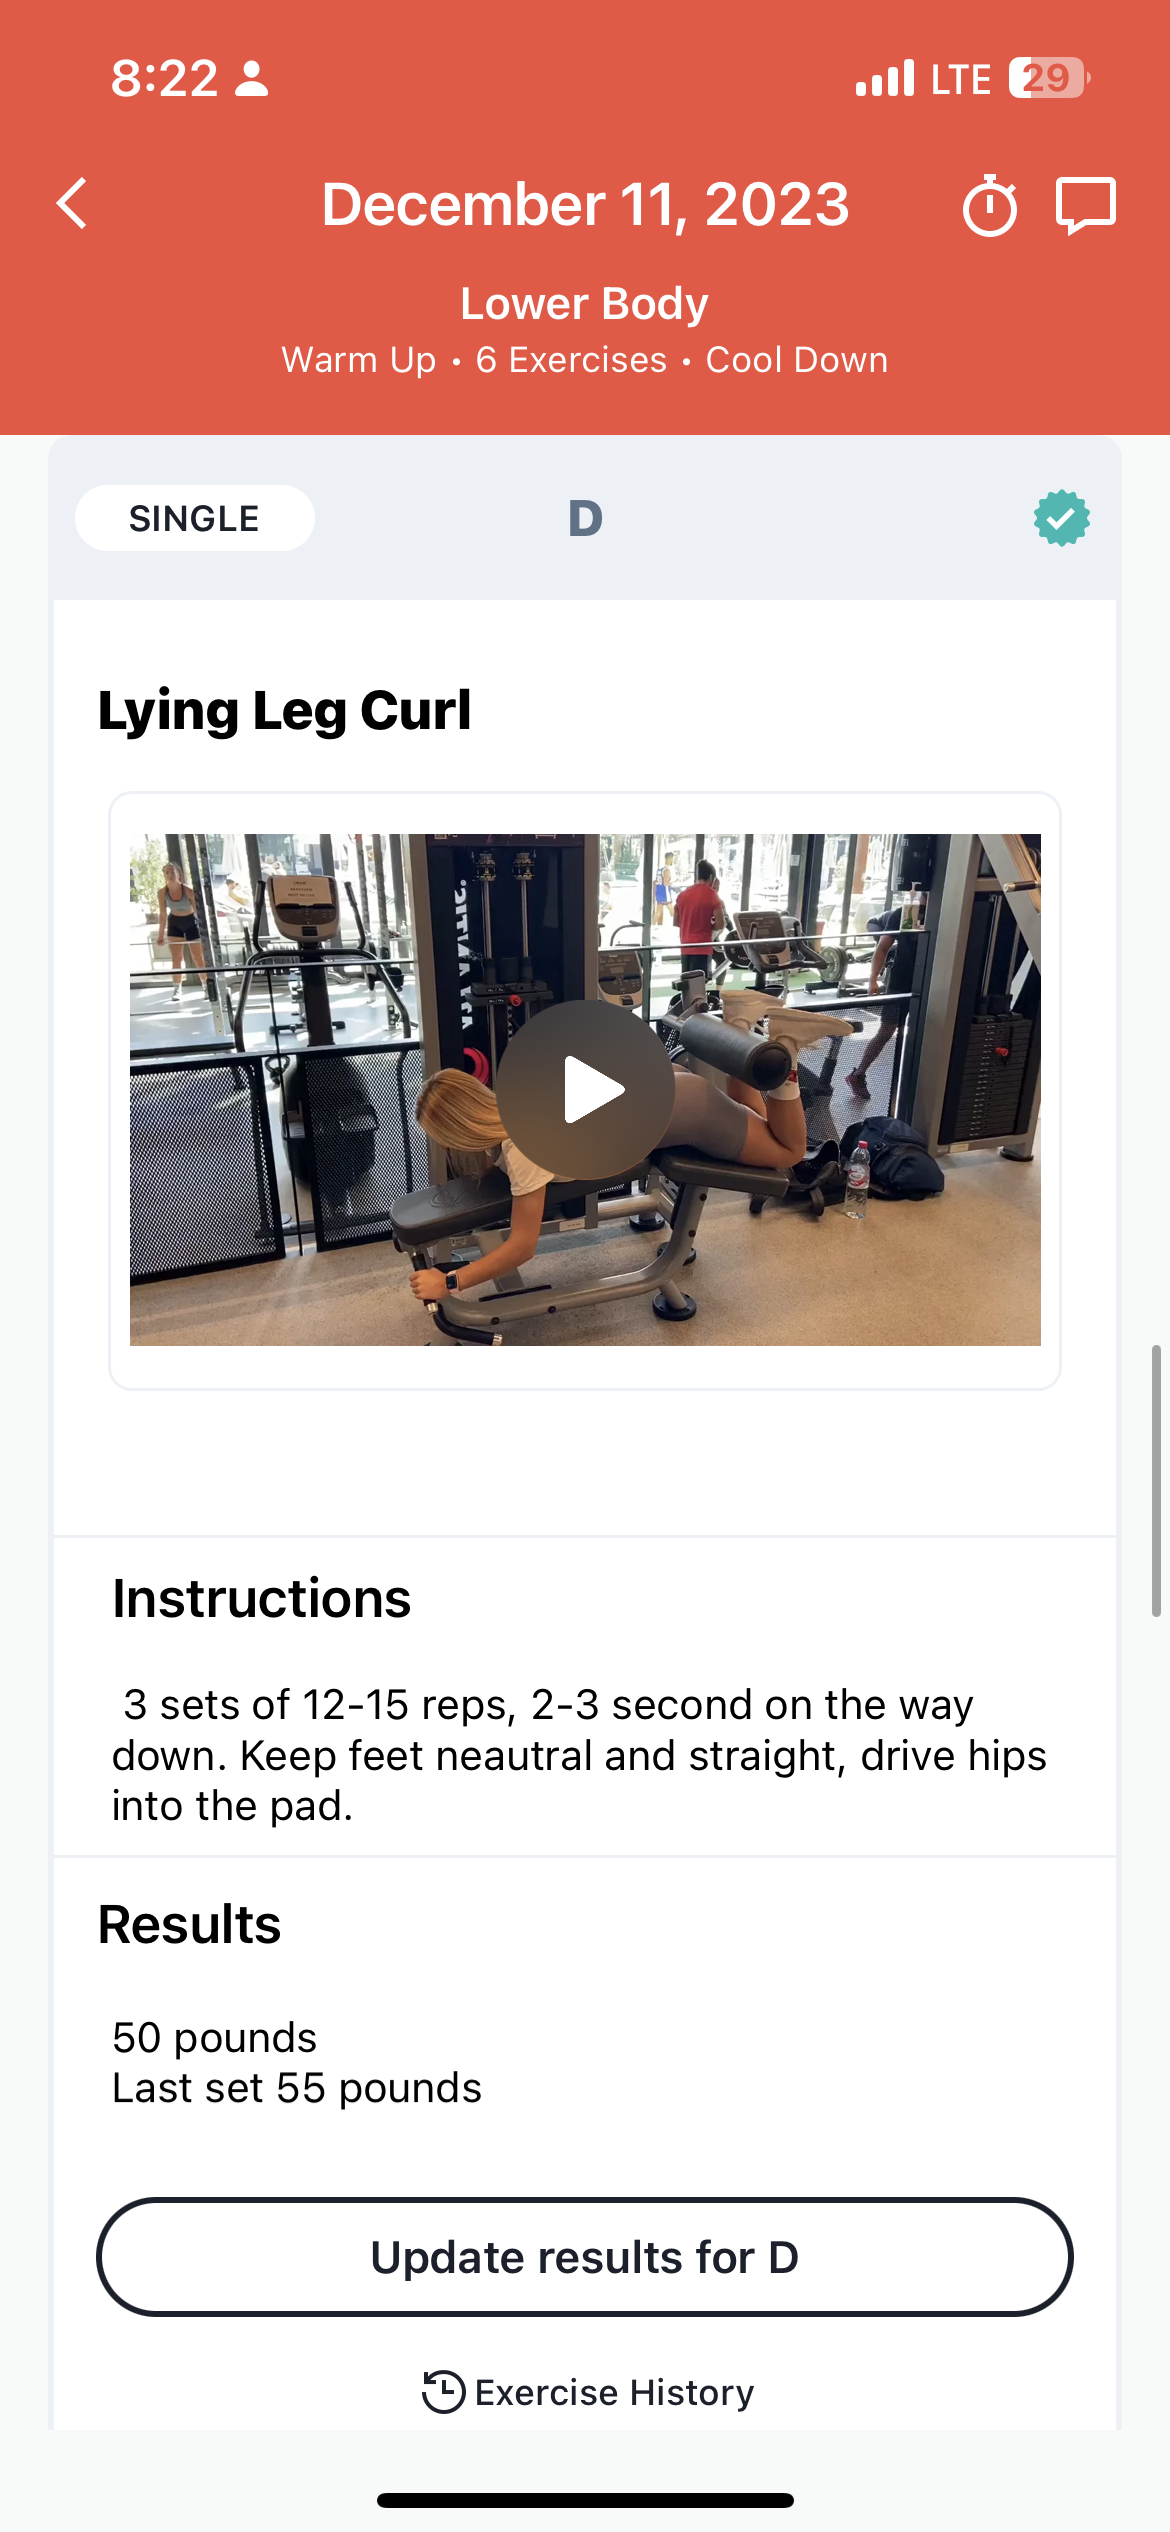 8:22
LTE 29
December 11, 2023
Lower Body
Warm Up • 6 Exercises • Cool Down
SINGLE
D
Lying Leg Curl
Instructions
3 sets of 12-15 reps, 2-3 second on the way
down. Keep feet neautral and straight, drive hips
into the pad.
Results
50 pounds
Last set 55 pounds
Update results for D
Exercise History